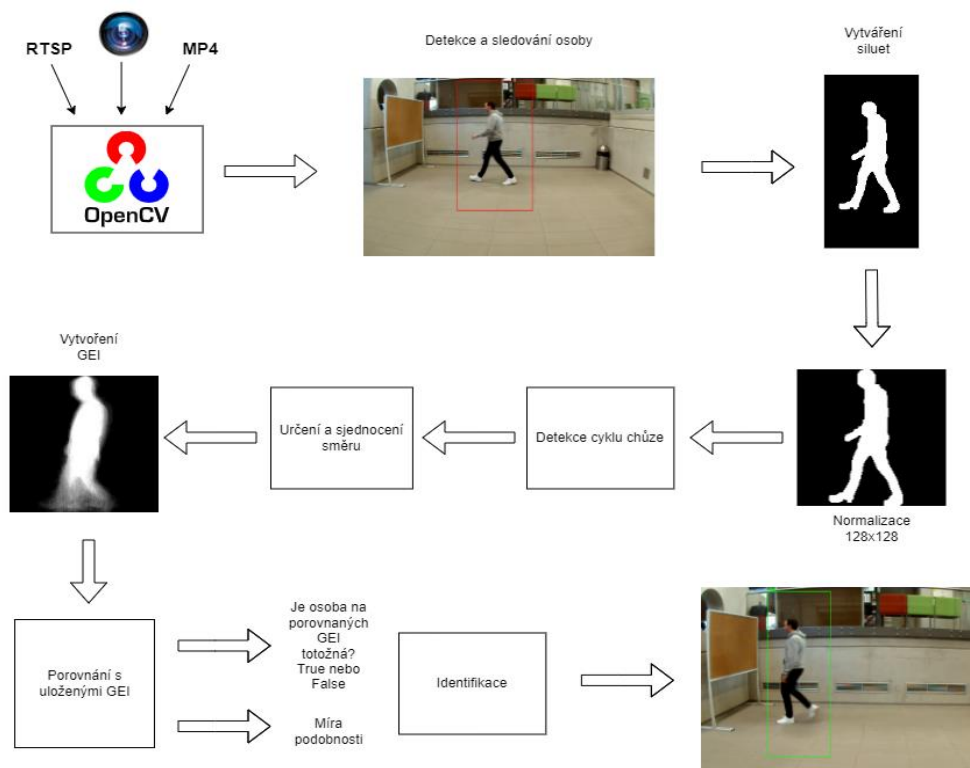 RTSP
MP4
OpenCV
Detekce a sledování osoby
Vytváření
siluet
Normalizace
128x128
Detekce cyklu chůze
Určení a sjednocení
směru
Vytvoření
GEI
Porovnání s
uloženými GEI
Je osoba na
porovnaných
GEI
totožná?
True nebo
False
Míra
podobnosti
Identifikace